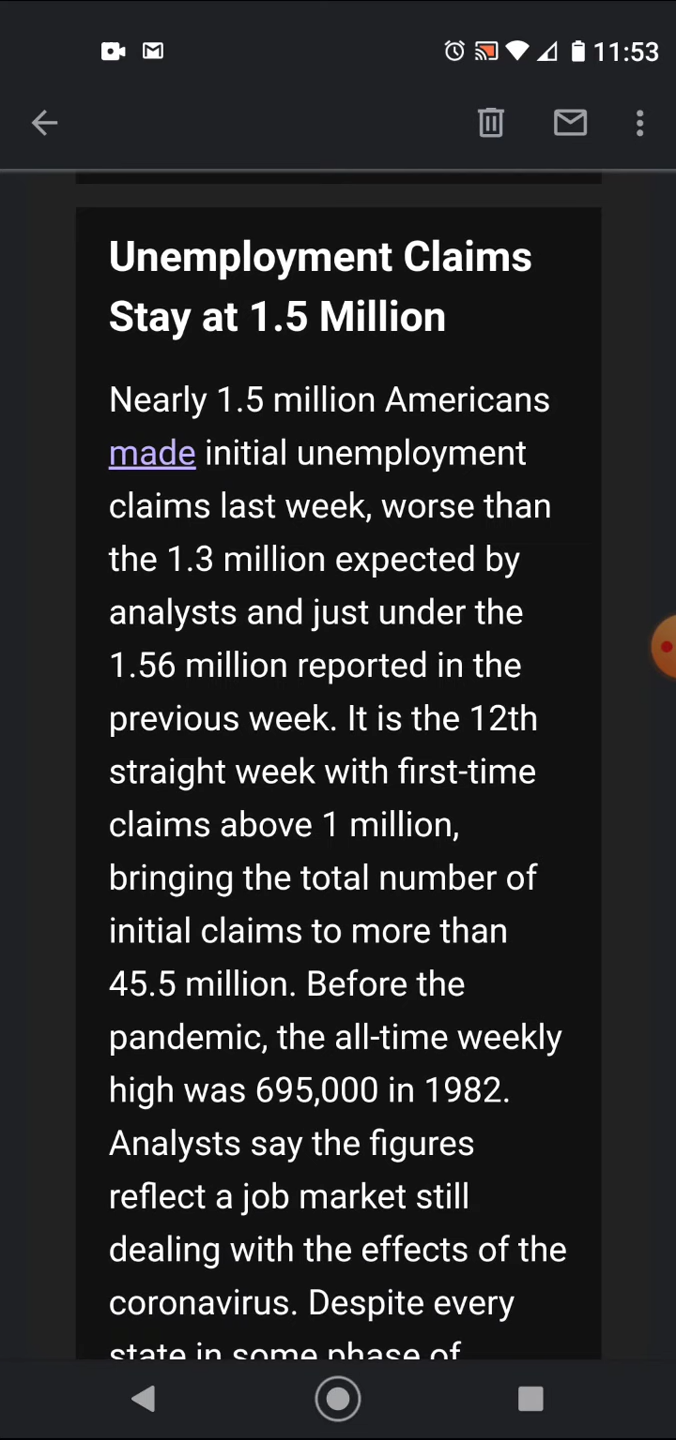 11:53
Unemployment Claims
Stay at 1.5 Million
Nearly 1.5 million Americans
made initial unemployment
claims last week, worse than
the 1.3 million expected by
analysts and just under the
1.56 million reported in the
previous week. It is the 12th
straight week with first-time
claims above 1 million,
bringing the total number of
initial claims to more than
45.5 million. Before the
pandemic, the all-time weekly
high was 695,000 in 1982.
Analysts say the figures
reflect a job market still
dealing with the effects of the
coronavirus. Despite every
state in some phase of